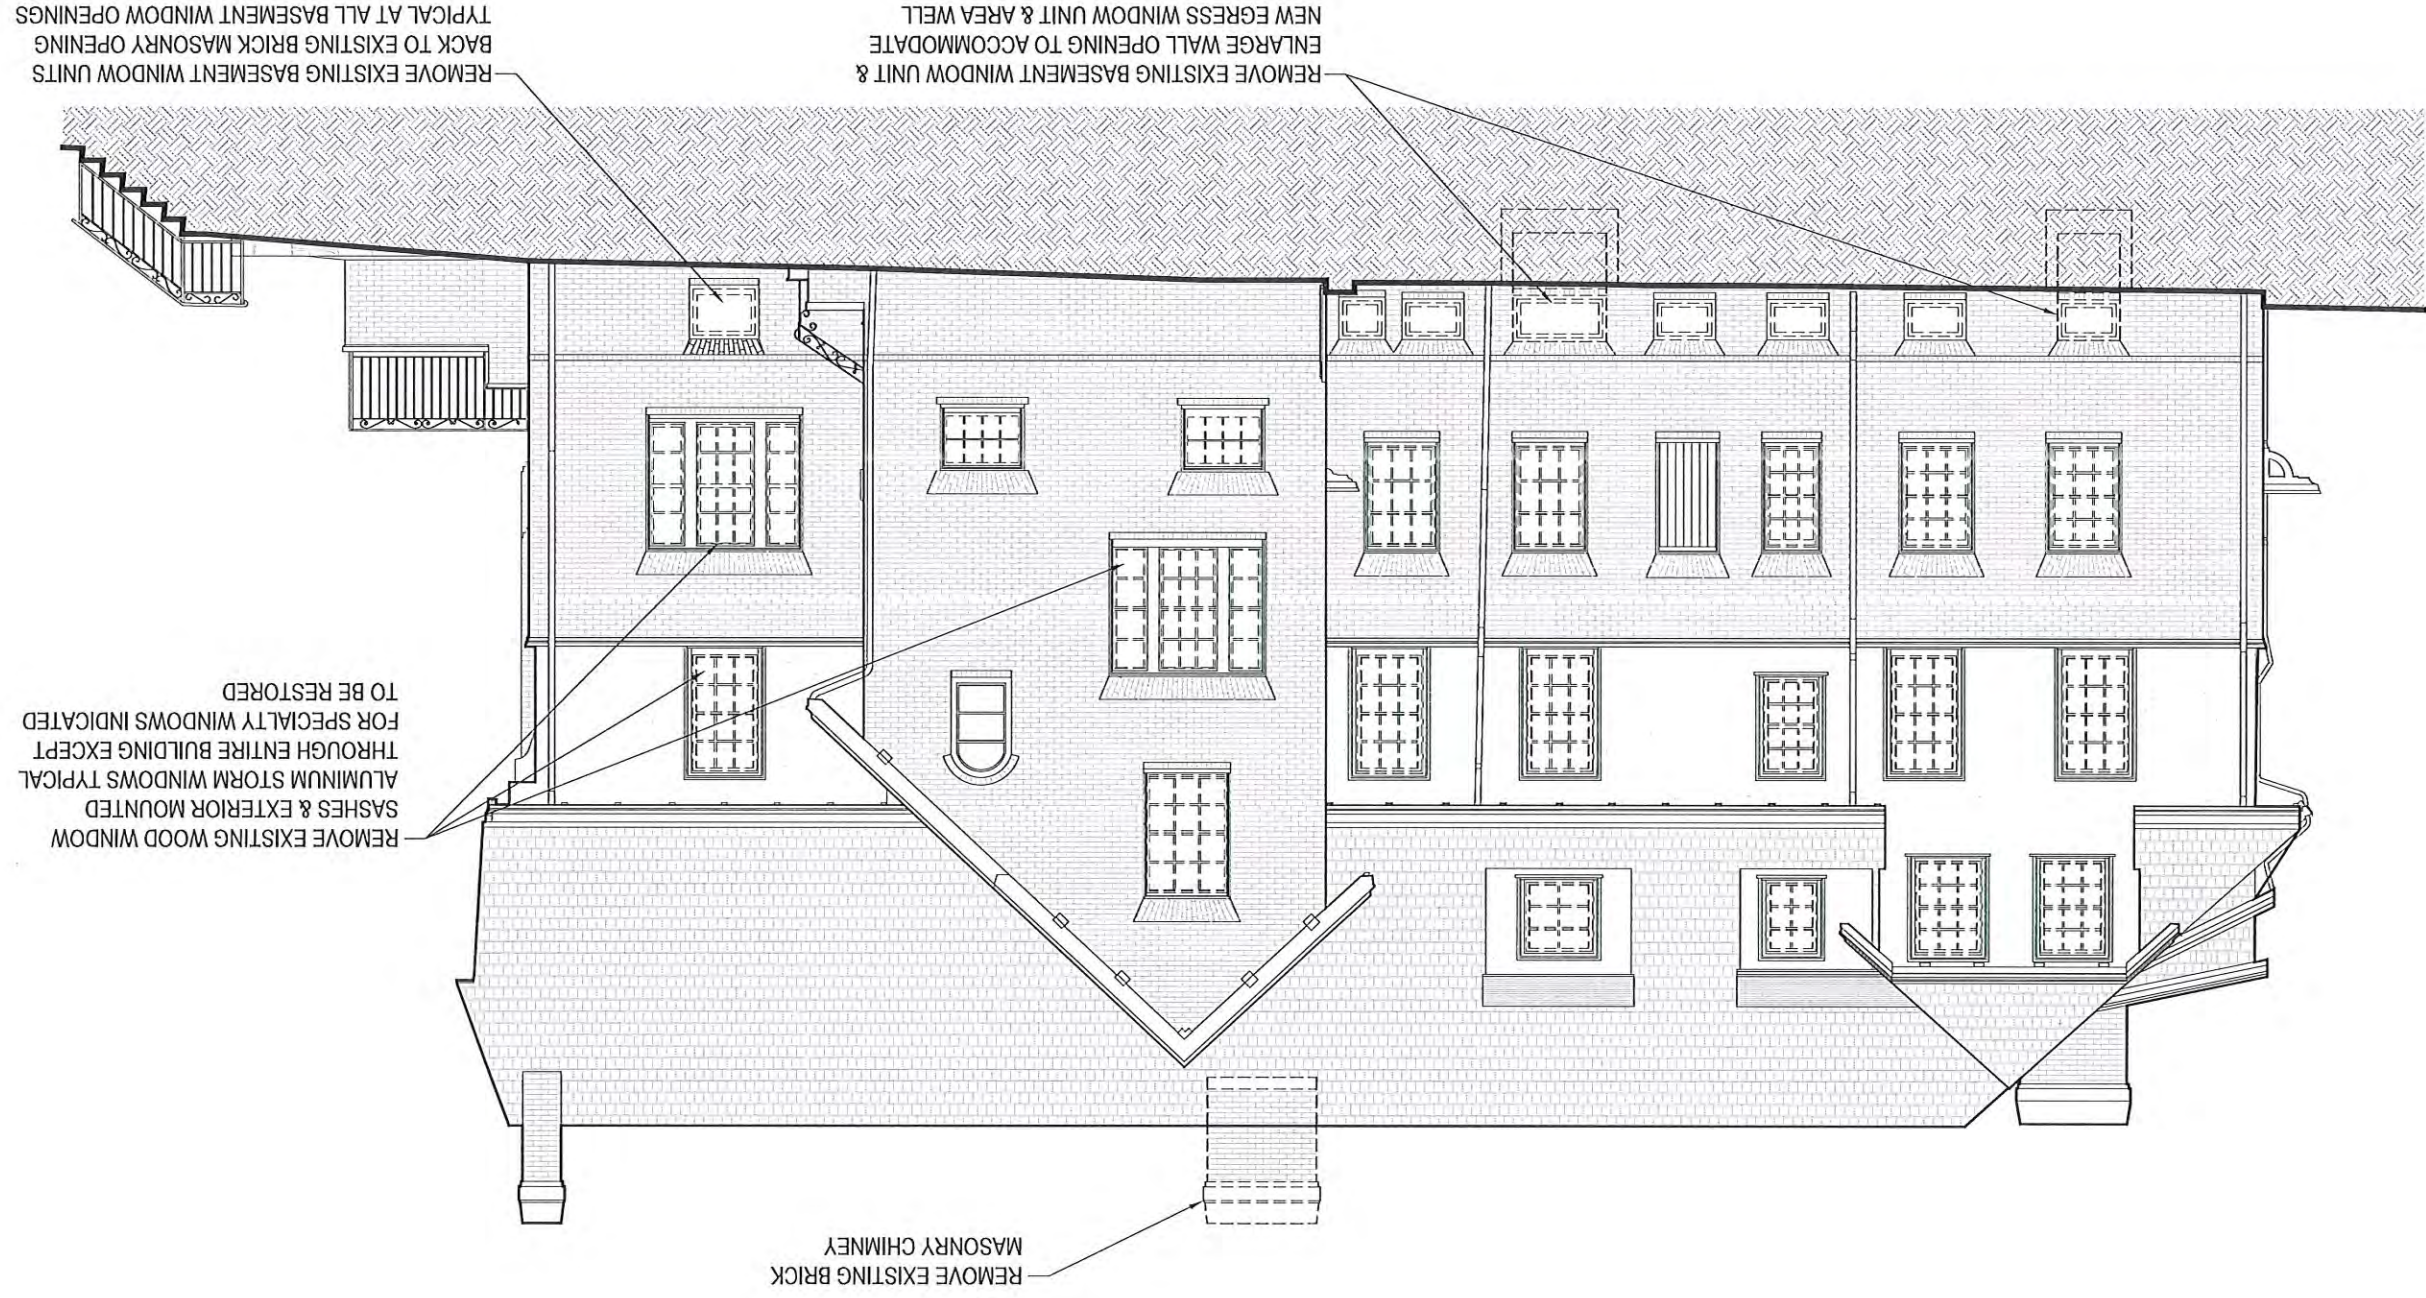 REMOVE EXISTING BRICK
MASONRY CHIMNEY
REMOVE EXISTING WOOD WINDOW
SASHES & EXTERIOR MOUNTED
ALUMINUM STORM WINDOWS TYPICAL
THROUGH ENTIRE BUILDING EXCEPT
FOR SPECIALTY WINDOWS INDICATED
TO BE RESTORED
REMOVE EXISTING BASEMENT WINDOW UNIT &
ENLARGE WALL OPENING TO ACCOMMODATE
NEW EGRESS WINDOW UNIT & AREA WELL
REMOVE EXISTING BASEMENT WINDOW UNITS
BACK TO EXISTING BRICK MASONRY OPENING
TYPICAL AT ALL BASEMENT WINDOW OPENINGS